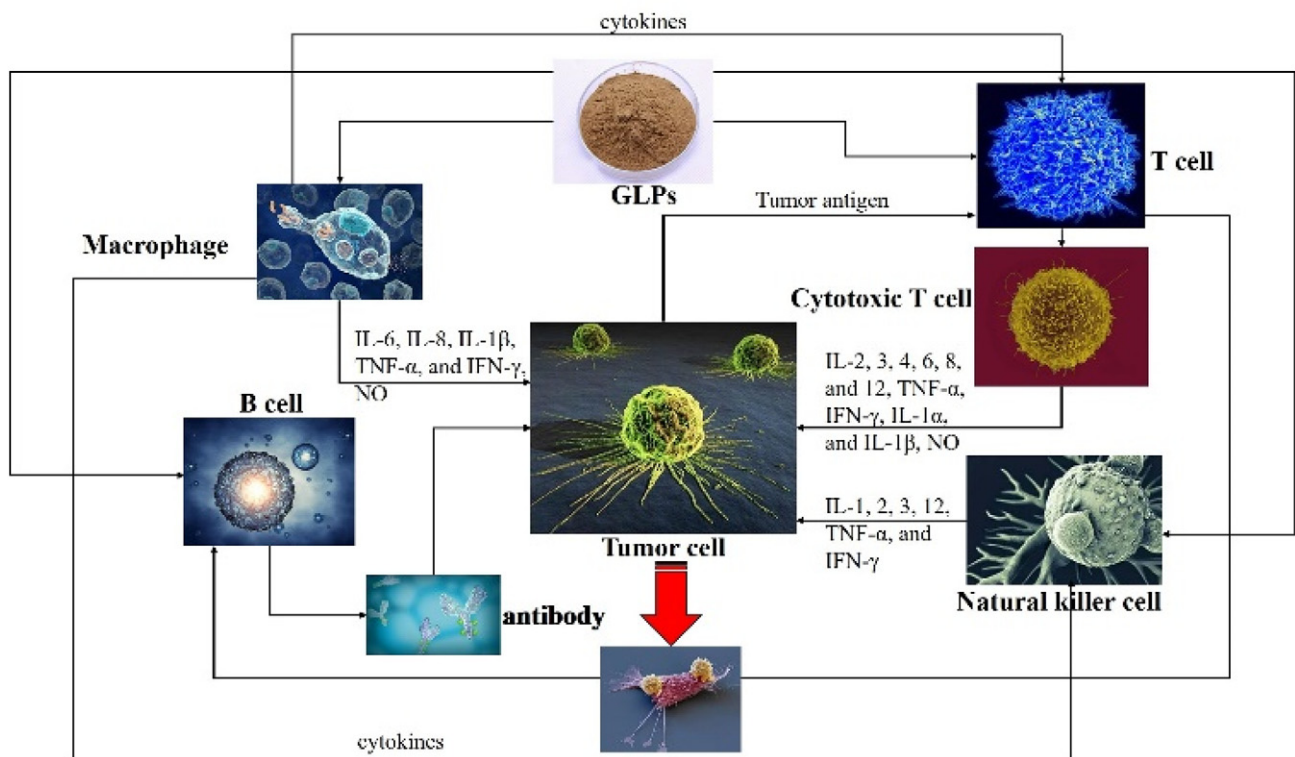 cytokines
T cell
GLPs
Tumor antigen
Macrophage
Cytotoxic T cell
IL-6, IL-8, IL-1β,
TNF-α, and IFN-γ,
NO
IL-2, 3, 4, 6, 8,
and 12, TNF-α,
IFN-γ, IL-1α,
and IL-1β, NO
B cell
IL-1, 2, 3, 12,
TNF-α, and
IFN-γ
Tumor cell
Natural killer cell
antibody
cytokines